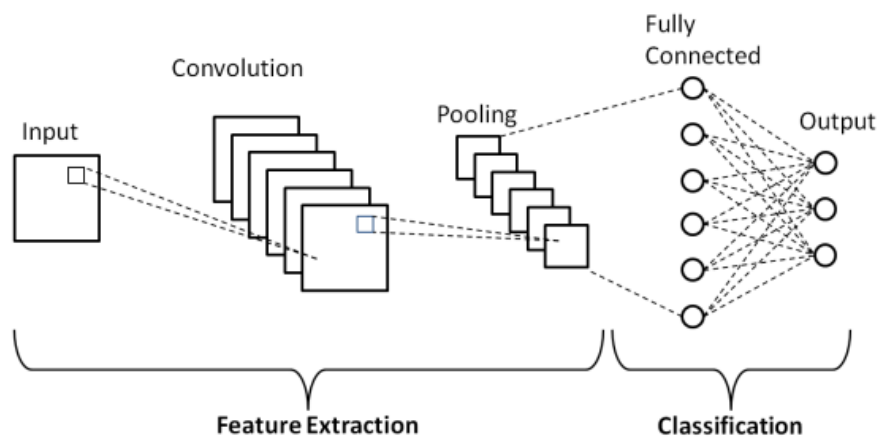 Input
Convolution
Pooling
Fully
Connected
Output
Feature Extraction
Classification